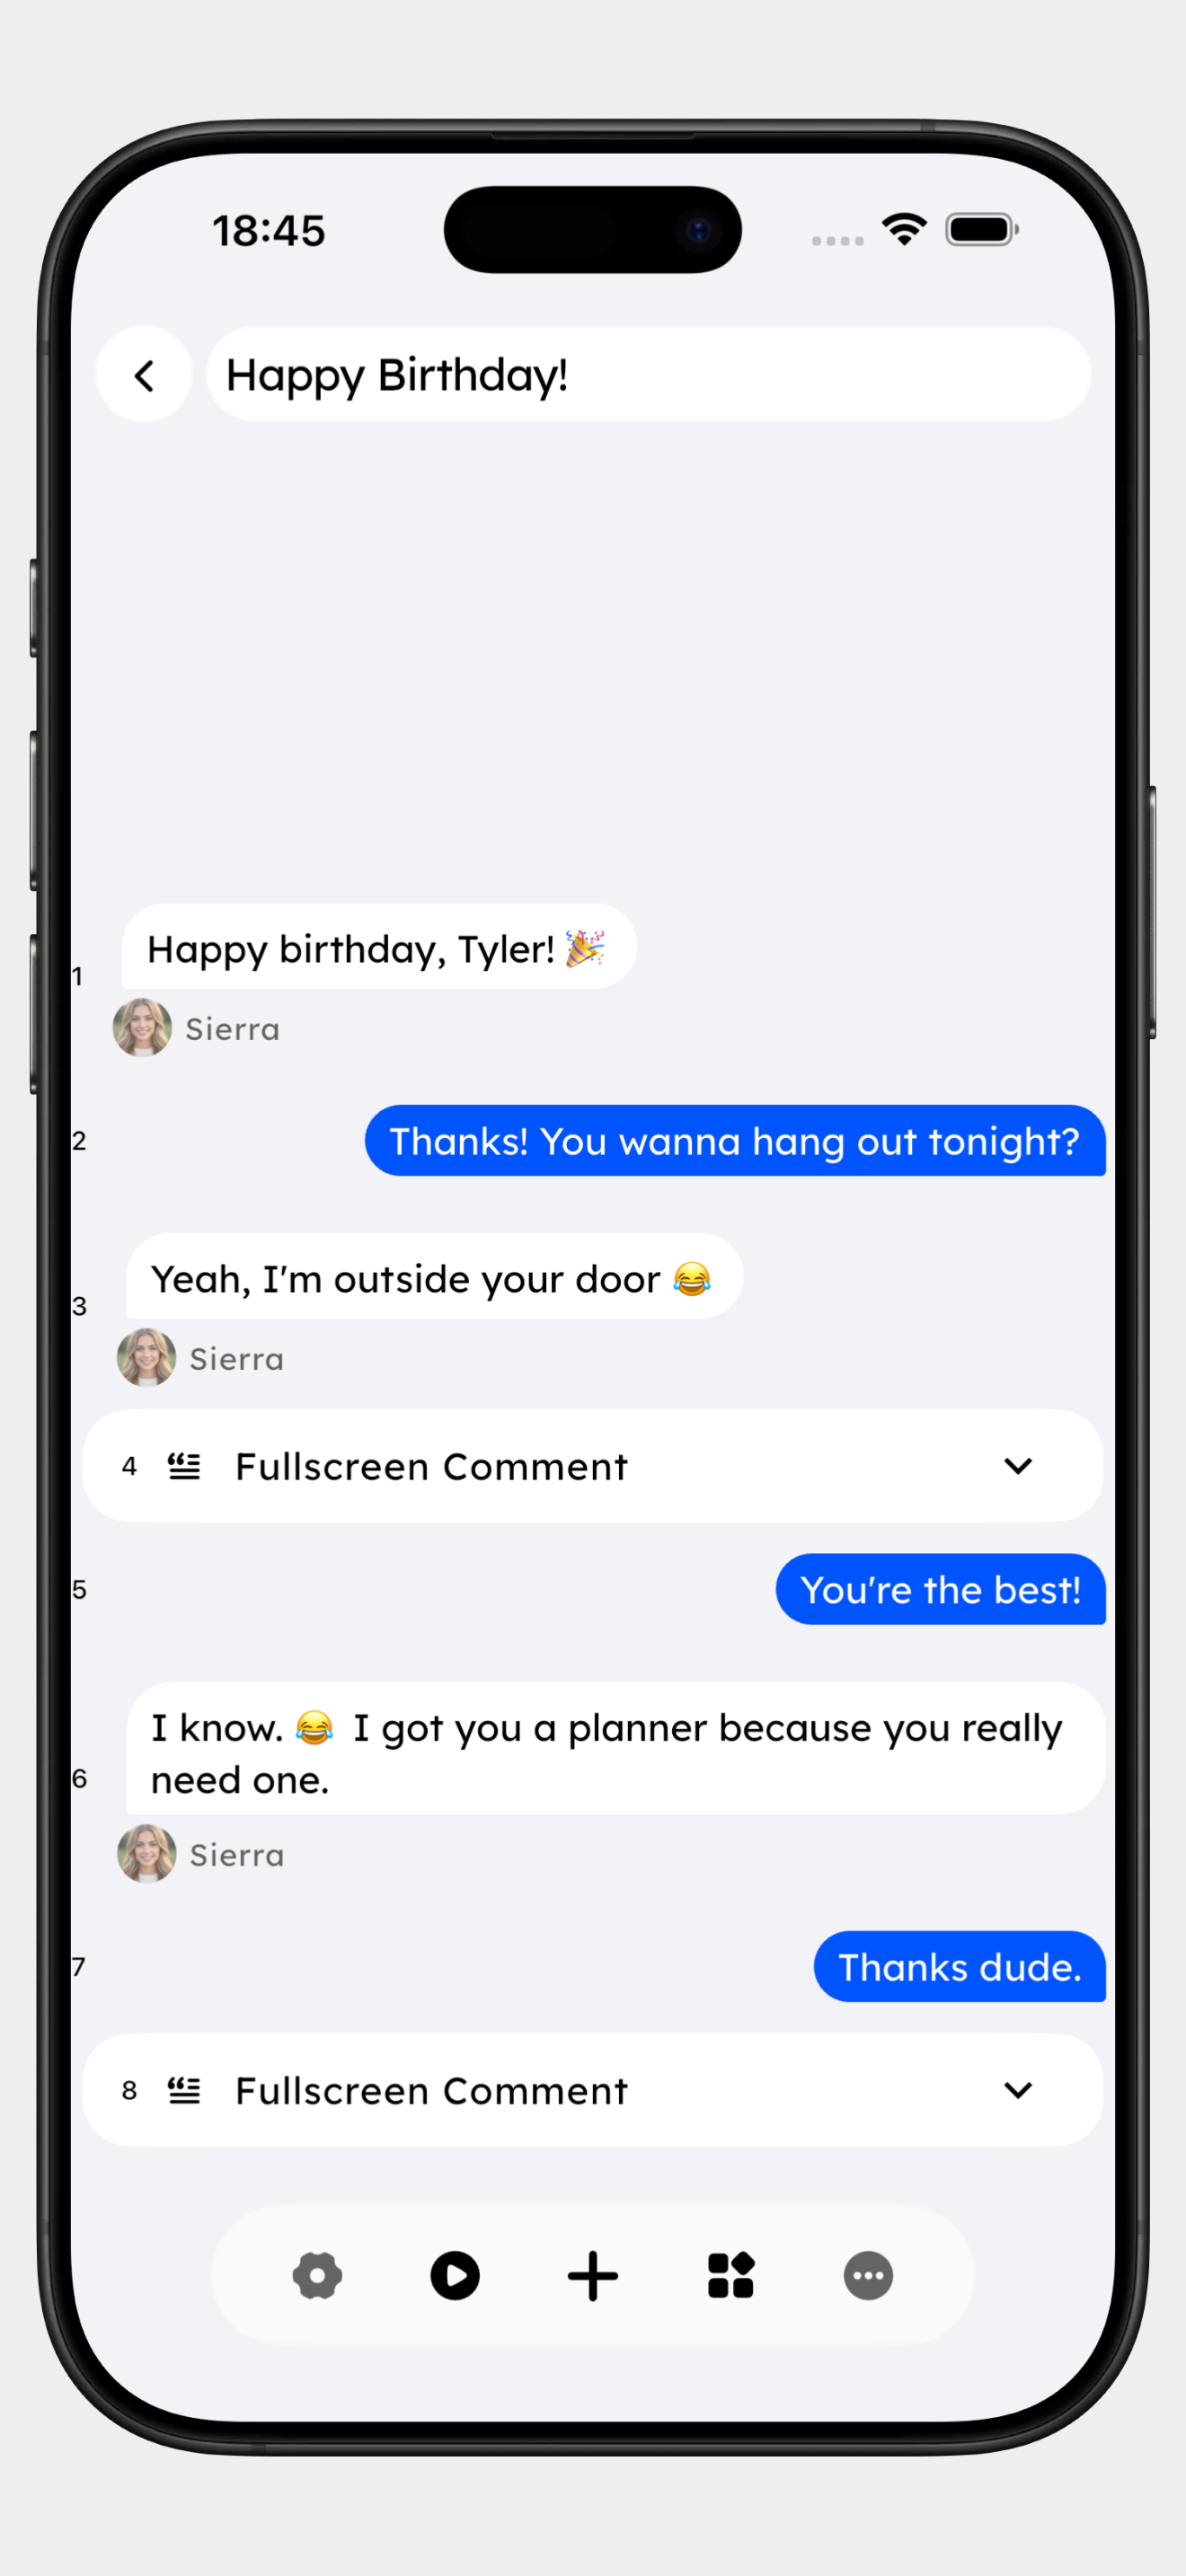 18:45
Happy Birthday!
Happy birthday, Tyler! 🎉
1
Sierra
2
Thanks! You wanna hang out tonight?
Yeah, I'm outside your door 😂
3
Sierra
4 Fullscreen Comment
5
You're the best!
I know. 😂 I got you a planner because you really
need one.
6
Sierra
7
Thanks dude.
8 Fullscreen Comment